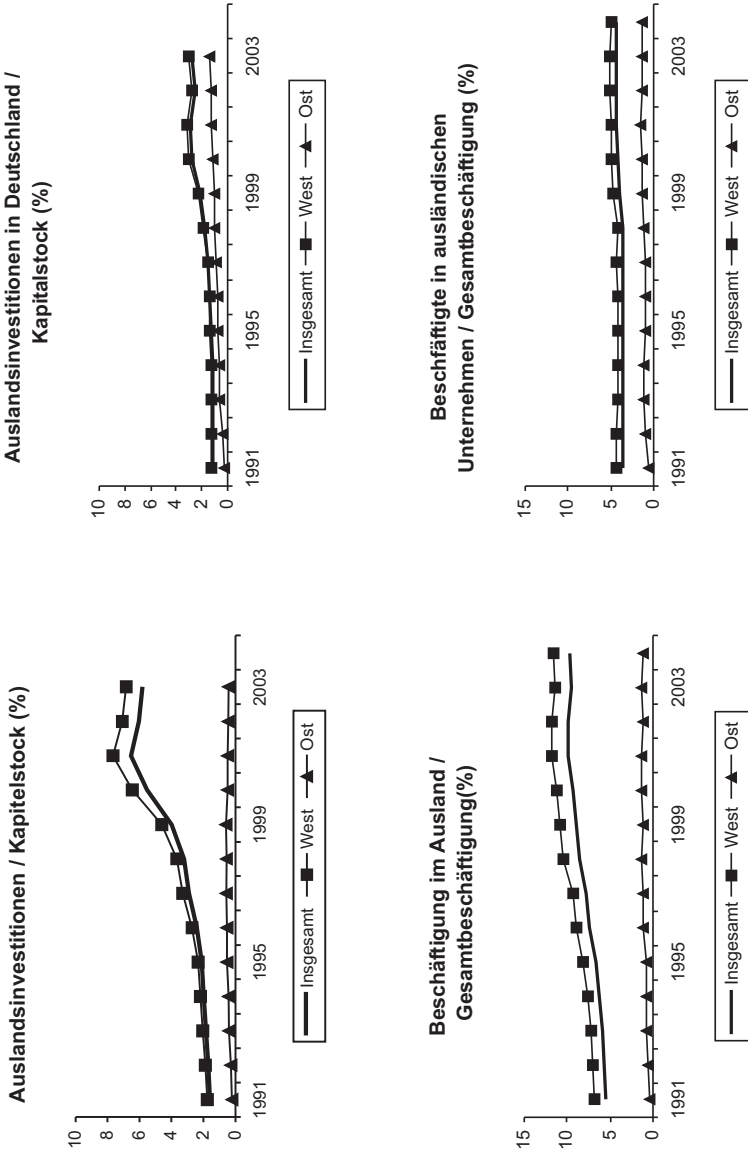 Auslandsinvestitionen / Kapitelstock (%)
10
8
6
4
2
0
1991 1995 1999 2003
Insgesamt West Ost
Auslandsinvestitionen in Deutschland /
Kapitalstock (%)
10
8
6
4
2
0
1991 1995 1999 2003
Insgesamt West Ost
Beschäftigung im Ausland /
Gesamtbeschäftigung(%)
15
10
5
0
1991 1995 1999 2003
Insgesamt West Ost
Beschfäftigte in ausländischen
Unternehmen / Gesamtbeschäftigung (%)
15
10
5
0
1991 1995 1999 2003
Insgesamt West Ost